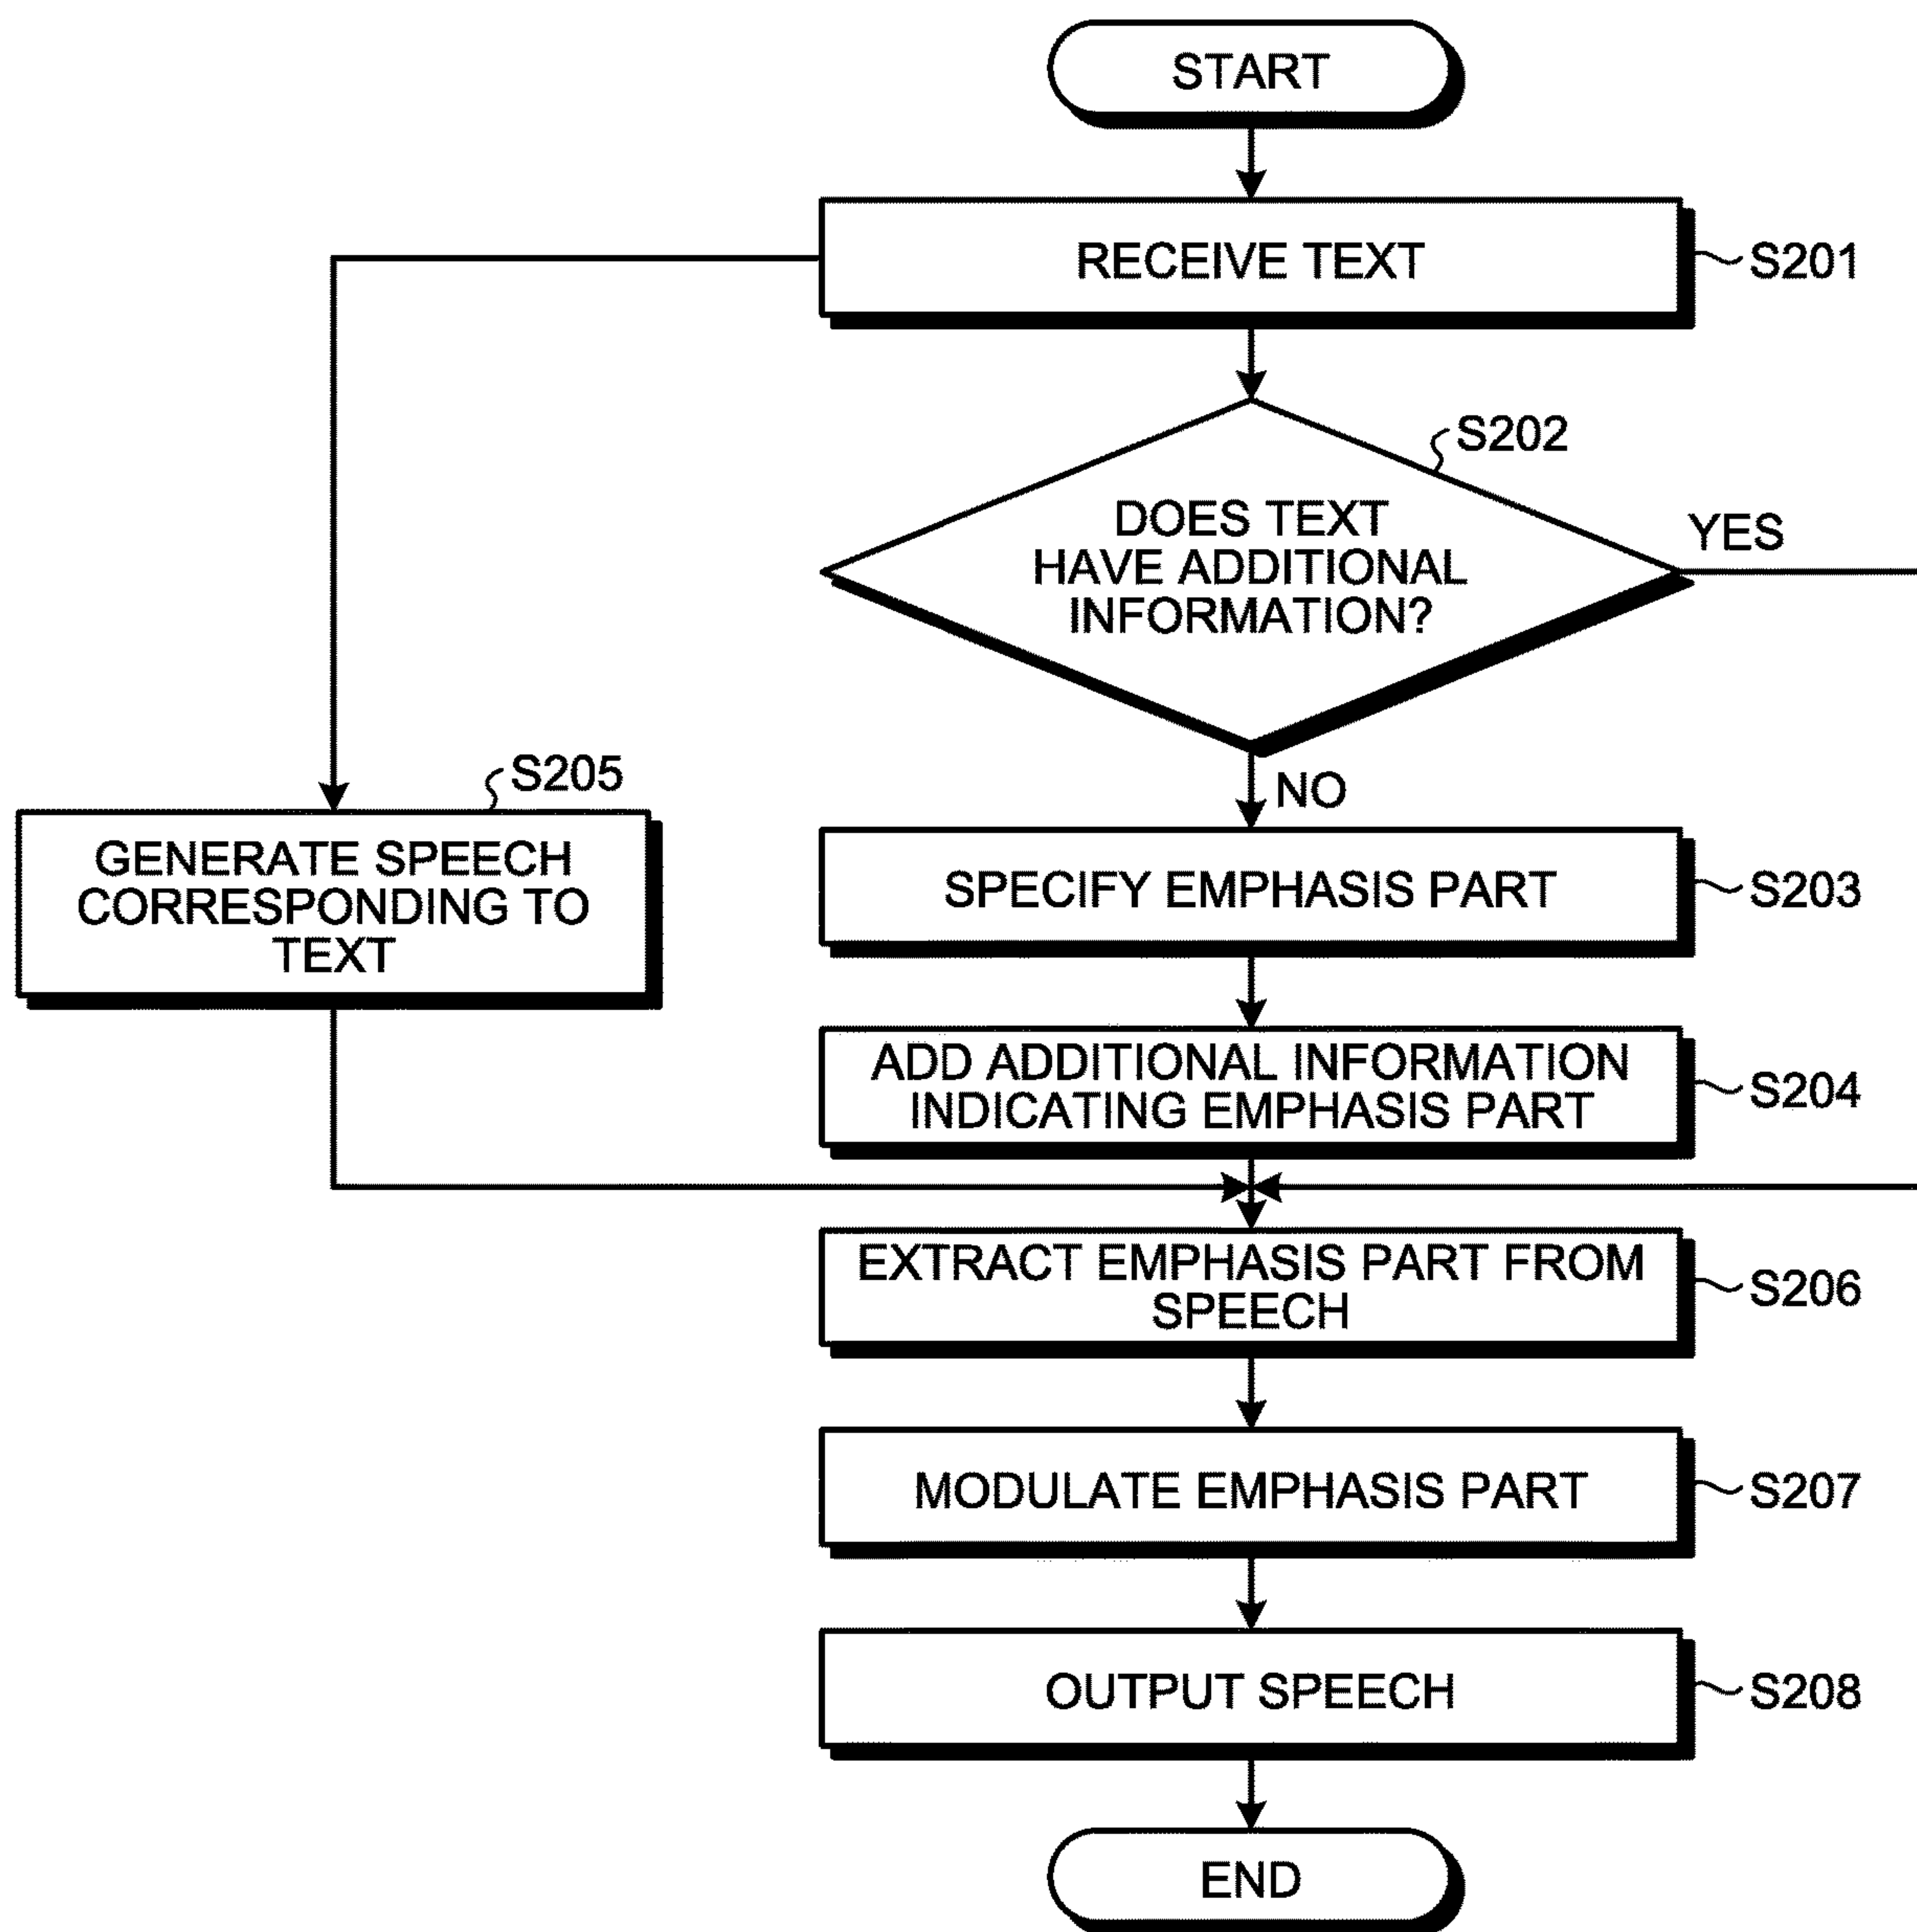 START
RECEIVE TEXT
S201
S202
DOES TEXT
HAVE ADDITIONAL
INFORMATION?
YES
NO
S205
GENERATE SPEECH
CORRESPONDING TO
TEXT
SPECIFY EMPHASIS PART
S203
ADD ADDITIONAL INFORMATION
INDICATING EMPHASIS PART
S204
EXTRACT EMPHASIS PART FROM
SPEECH
S206
MODULATE EMPHASIS PART
S207
OUTPUT SPEECH
S208
END